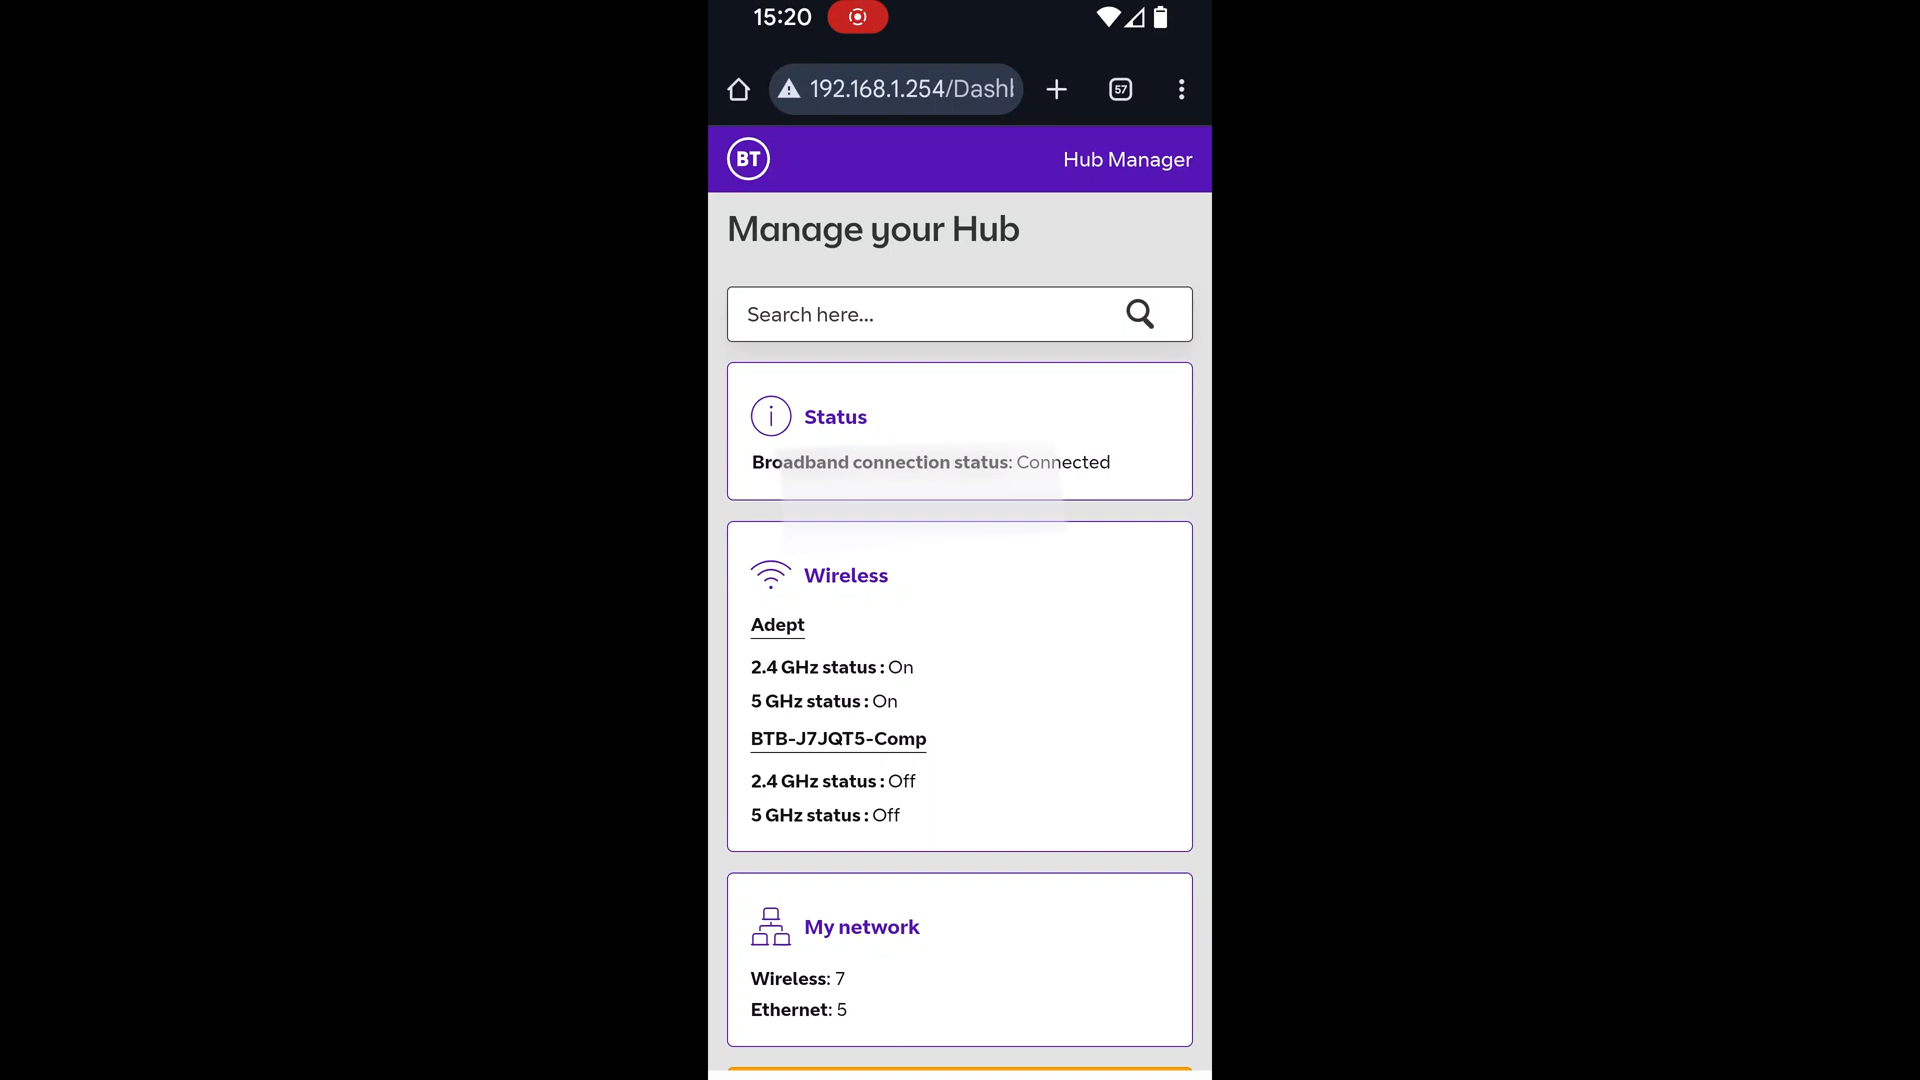 15:20
192.168.1.254/Dash
57
BT
Hub Manager
Manage your Hub
Search here...
Status
Broadband connection status: Connected
Wireless
Adept
2.4 GHz status : On
5 GHz status : On
BTB-J7JQT5-Comp
2.4 GHz status : Off
5 GHz status : Off
My network
Wireless: 7
Ethernet: 5